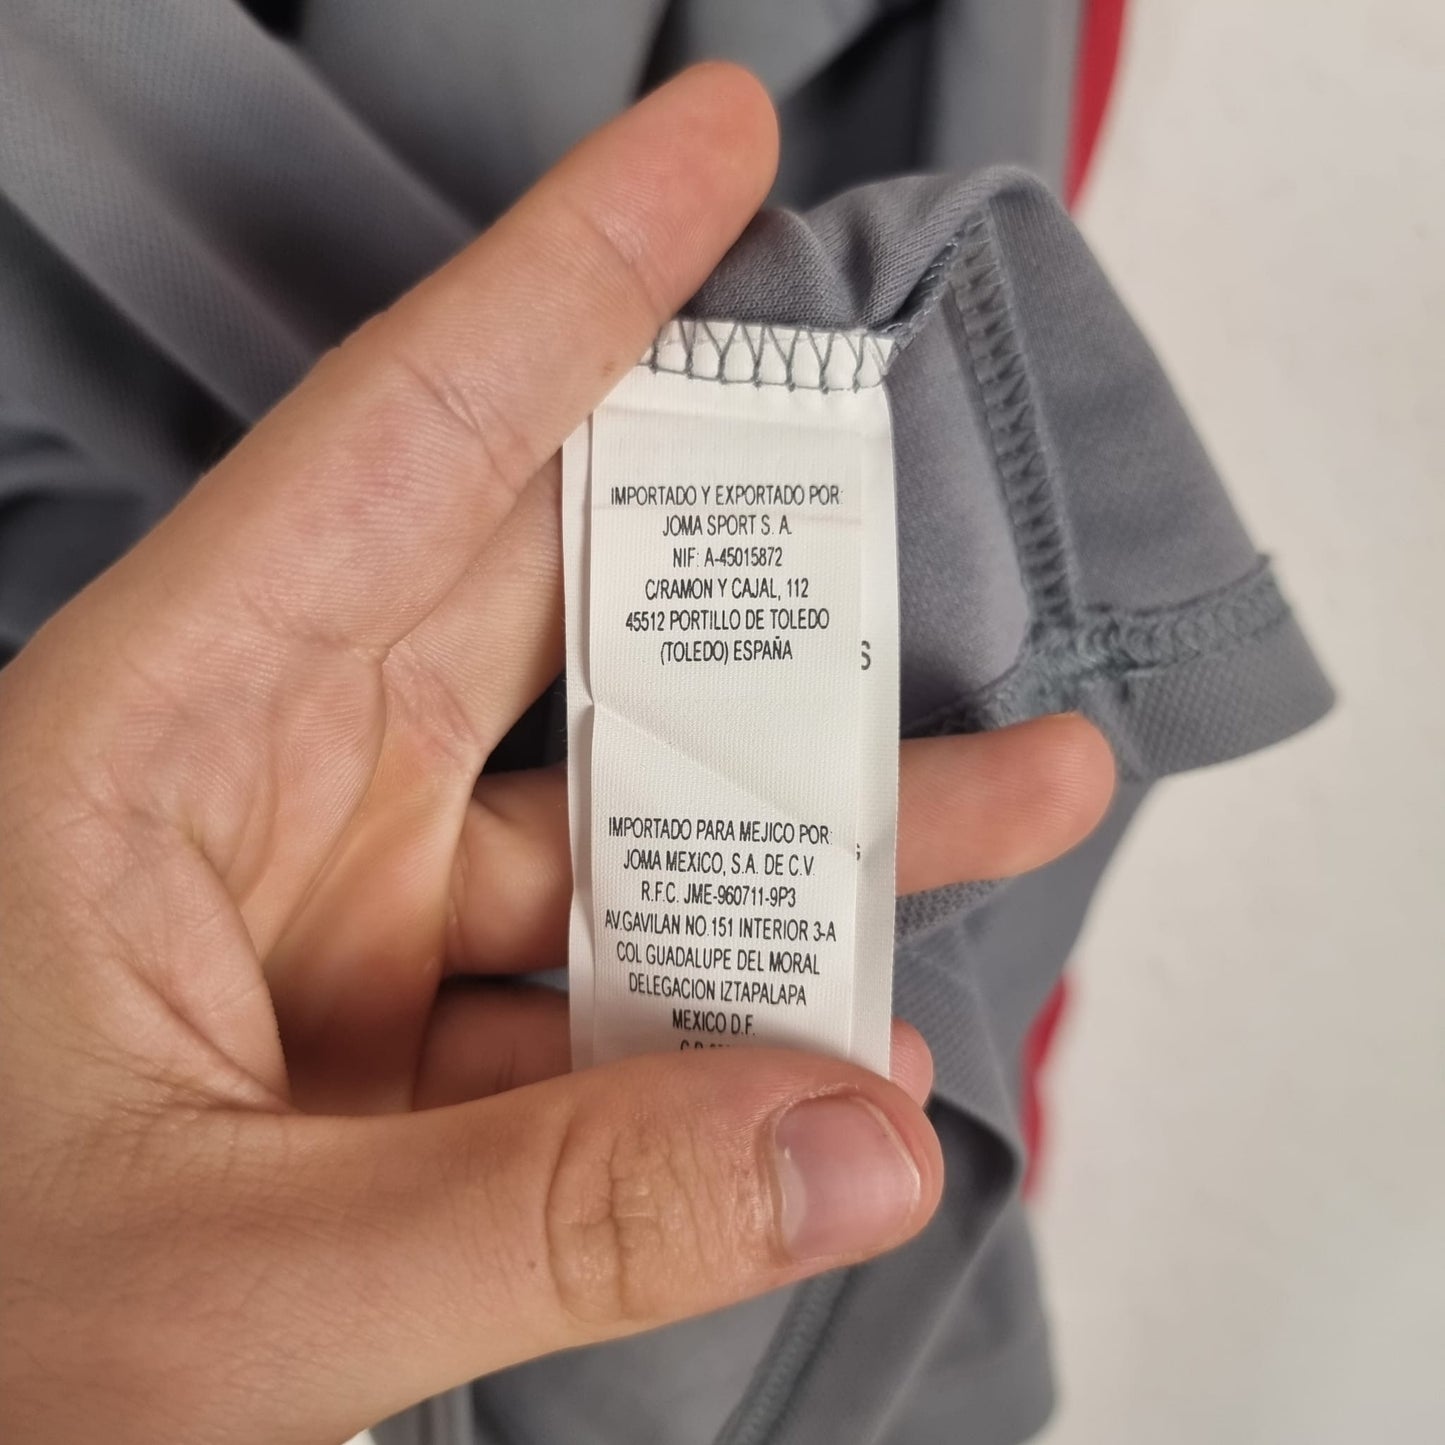 IMPORTADO Y EXPORTADO POR:
JOMA SPORT S. A.
NIF: A-45015872
C/RAMON Y CAJAL, 112
45512 PORTILLO DE TOLEDO
(TOLEDO) ESPAÑA
S
IMPORTADO PARA MEJICO POR:
JOMA MEXICO, S.A. DE C.V.
R.F.C. JME-960711-9P3
AV.GAVILAN NO.151 INTERIOR 3-A
COL GUADALUPE DEL MORAL
DELEGACION IZTAPALAPA
MEXICO D.F.